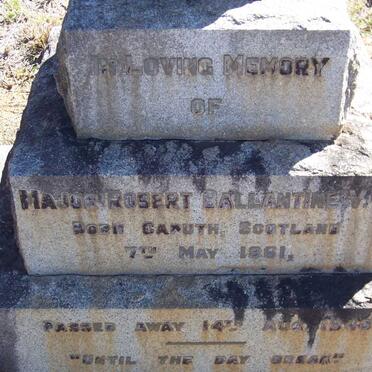 IN LOVING MEMORY
OF
MAJOR ROBERT BALLANTINE
BORN CAPUTH, SCOTLAND
7TH MAY 1861,
PASSED AWAY 14TH
"UNTIL THE DAY BREAK"